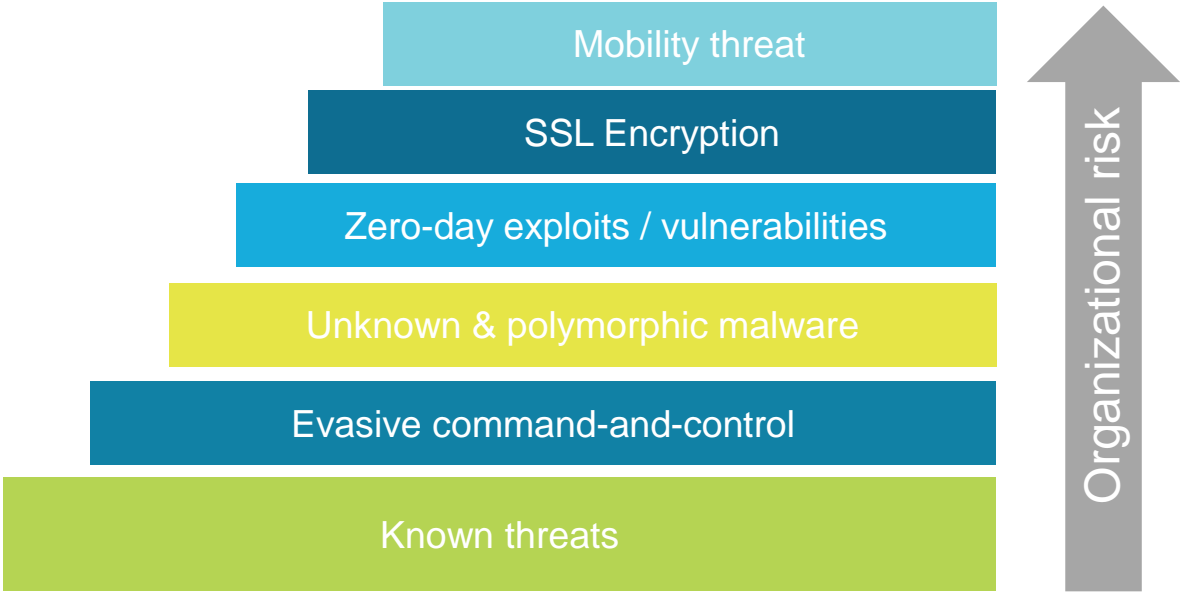 Mobility threat
SSL Encryption
Zero-day exploits / vulnerabilities
Unknown & polymorphic malware
Evasive command-and-control
Known threats
Organizational risk